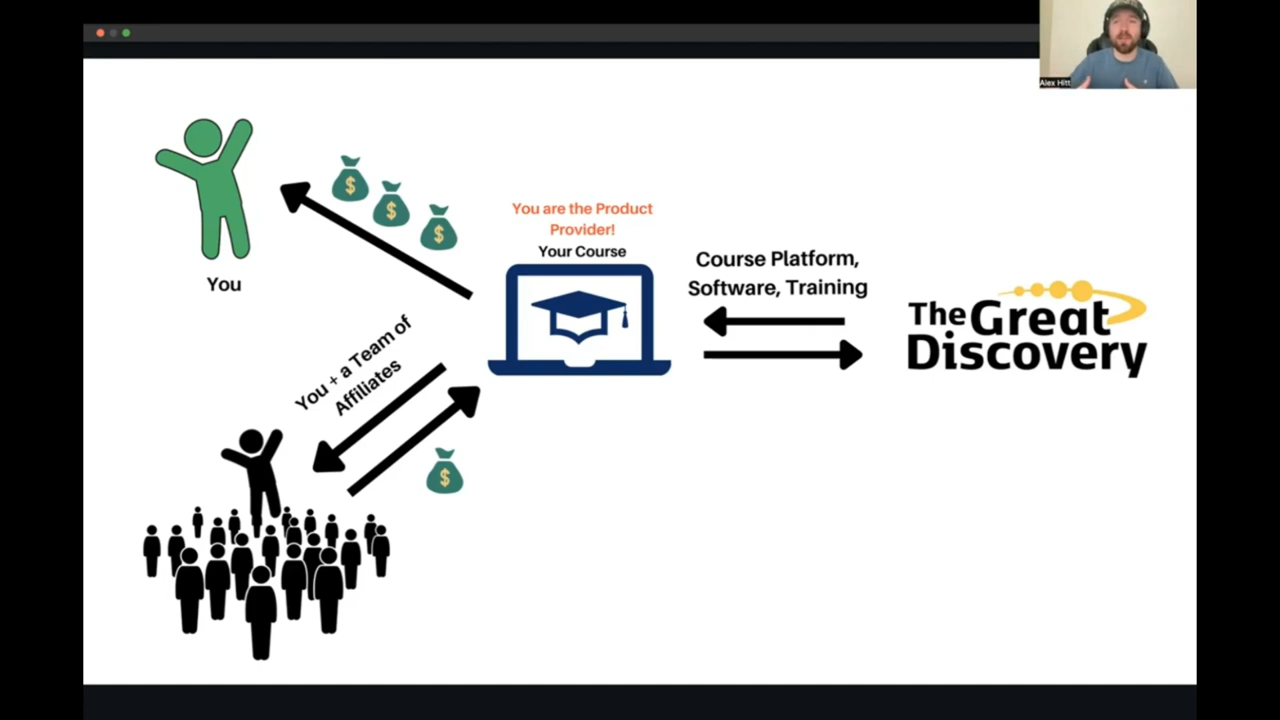 Alex Hitt
You are the Product
Provider!
Your Course
Course Platform,
Software, Training
The Great
Discovery
You
You + a Team of
Affiliates
$
$
$
$